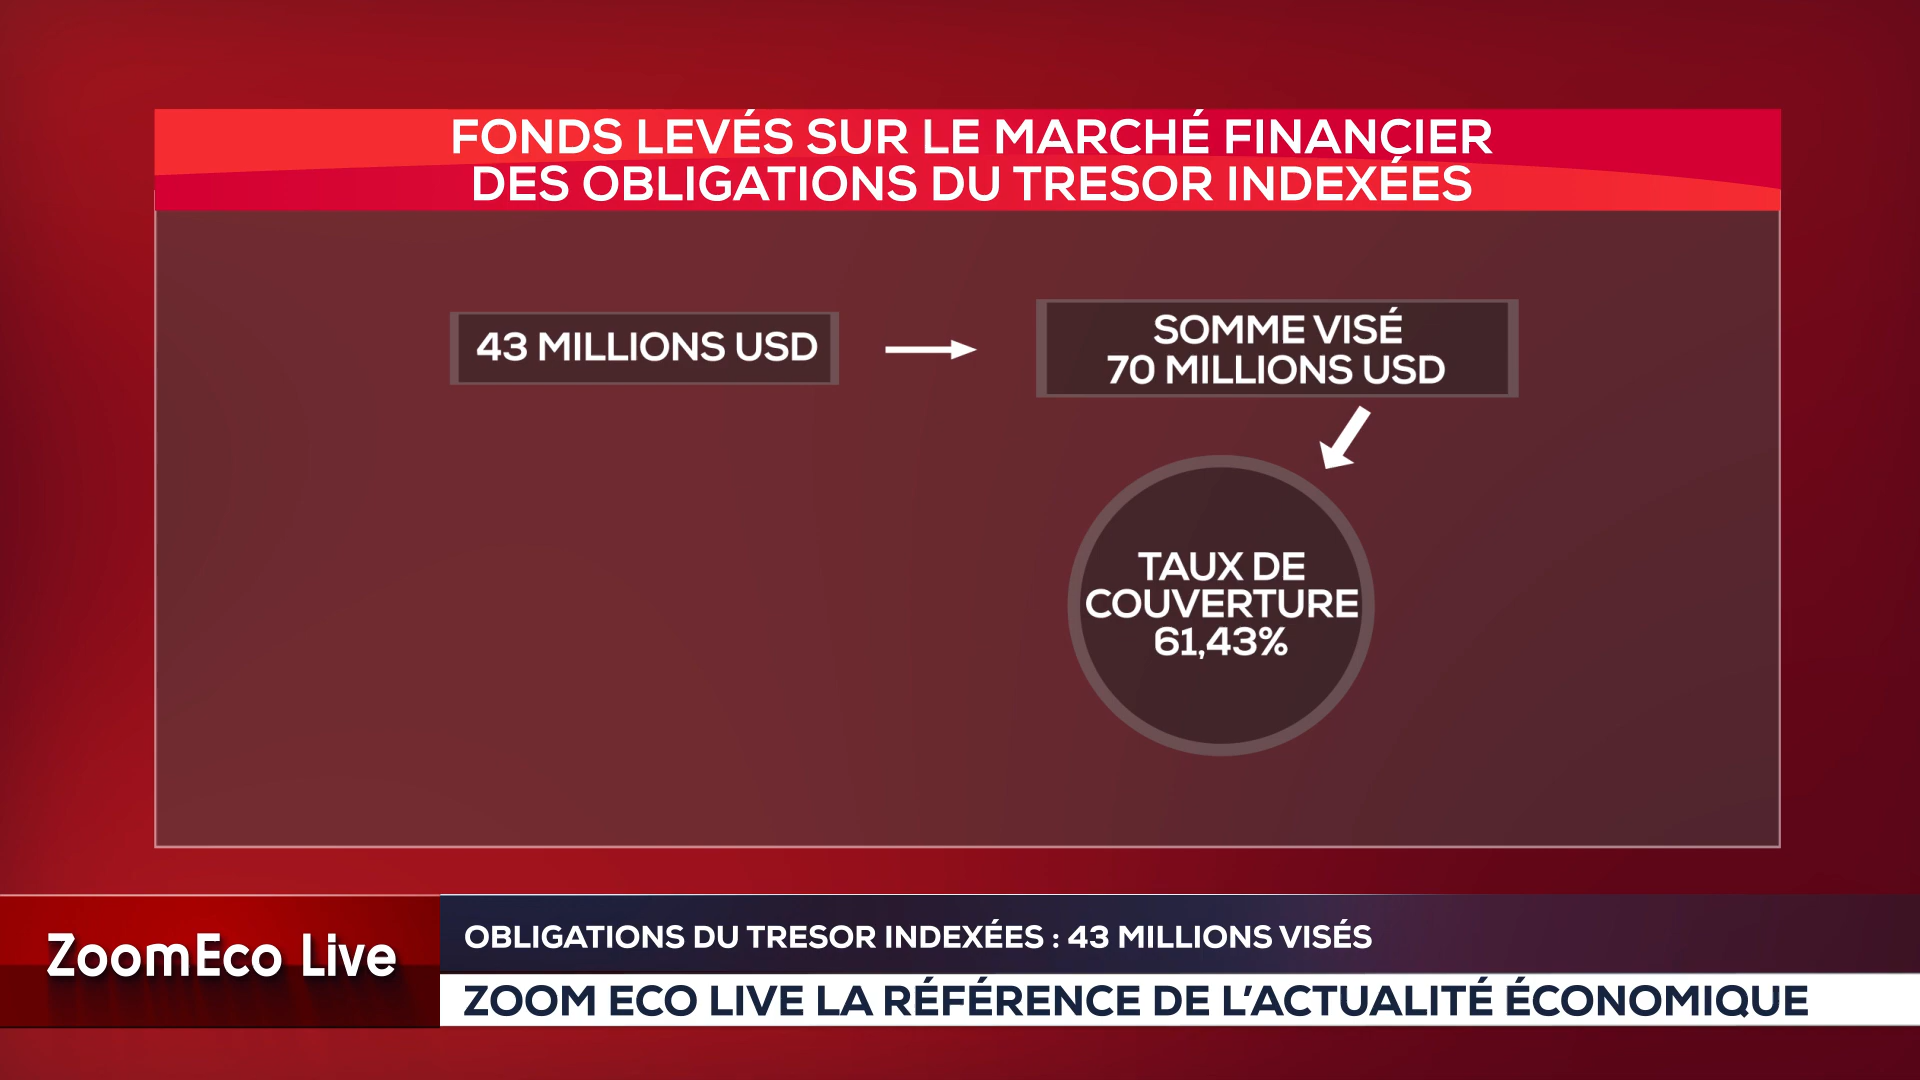 FONDS LEVÉS SUR LE MARCHÉ FINANCIER
DES OBLIGATIONS DU TRESOR INDEXÉES
43 MILLIONS USD
SOMME VISÉ
70 MILLIONS USD
TAUX DE
COUVERTURE
61,43%
ZoomEco Live
OBLIGATIONS DU TRESOR INDEXÉES : 43 MILLIONS VISÉS
ZOOM ECO LIVE LA RÉFÉRENCE DE L'ACTUALITÉ ÉCONOMIQUE